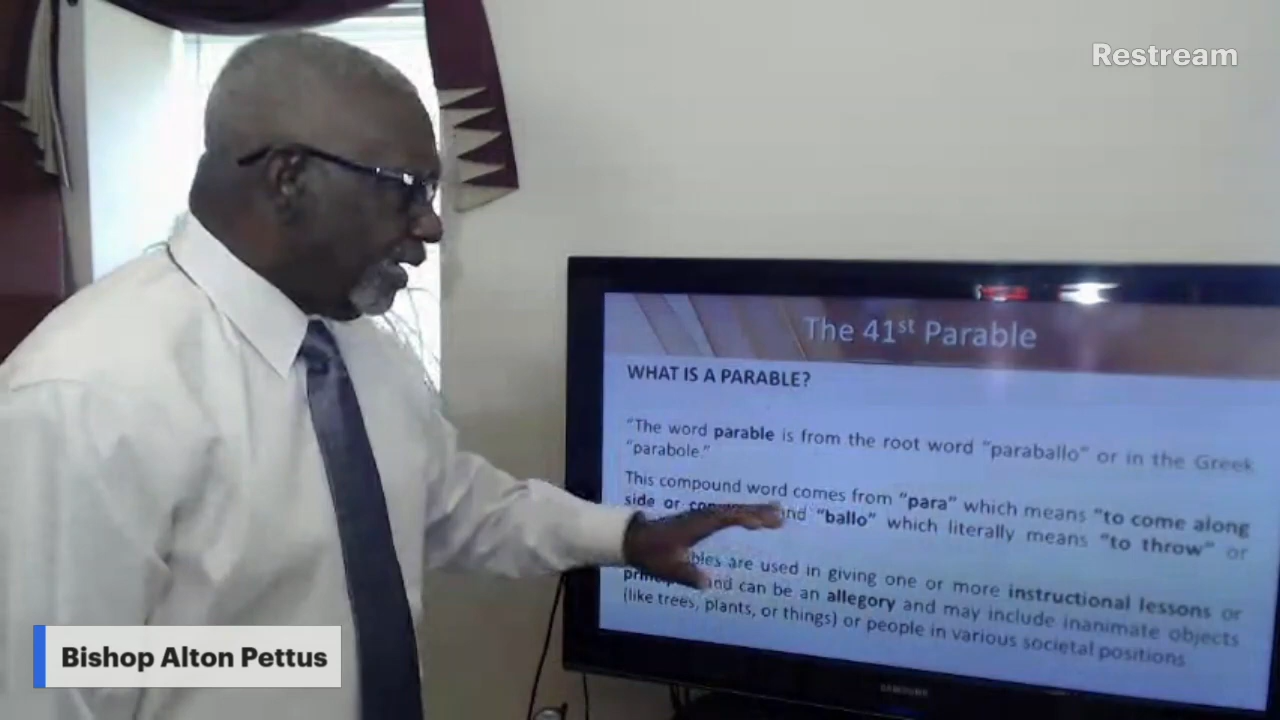 Restream
The 41st Parable
WHAT IS A PARABLE?
"The word parable is from the root word "paraballo" or in the Greek
"parabole."
This compound word comes from "para" which means "to come along
side or and "ballo" which literally means "to throw" or
are used in giving one or more instructional lessons or
and can be an allegory and may include inanimate objects
(like trees, plants, or things) or people in various societal positions
SAMSUNG
Bishop Alton Pettus